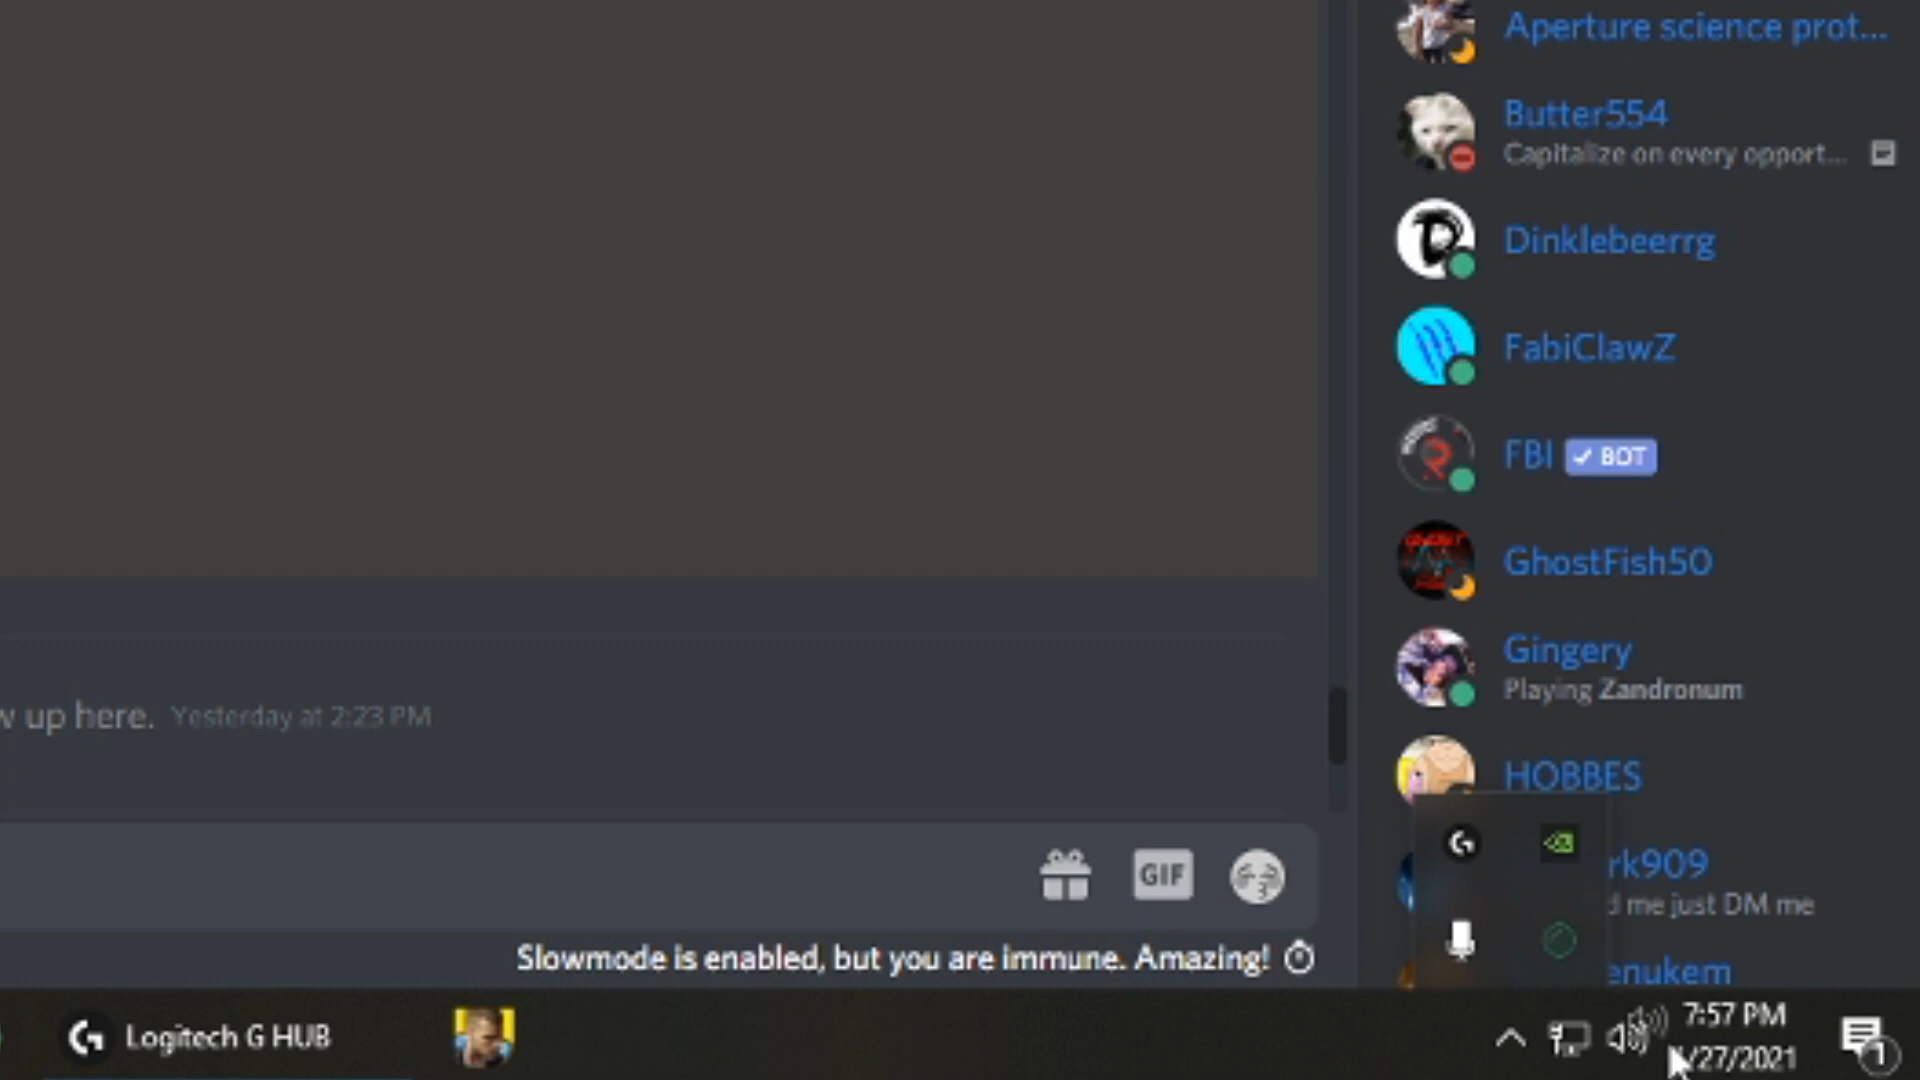 Aperture science prot...
Butter554
Capitalize on every opport...
Dinklebeerrg
FabiClawZ
FBI BOT
GhostFish50
Gingery
Playing Zandronum
HOBBES
rk909
d me just DM me
enukem
w up here. Yesterday at 2:23 PM
GIF
Slowmode is enabled, but you are immune. Amazing!
Logitech G HUB
7:57 PM
/27/2021
1